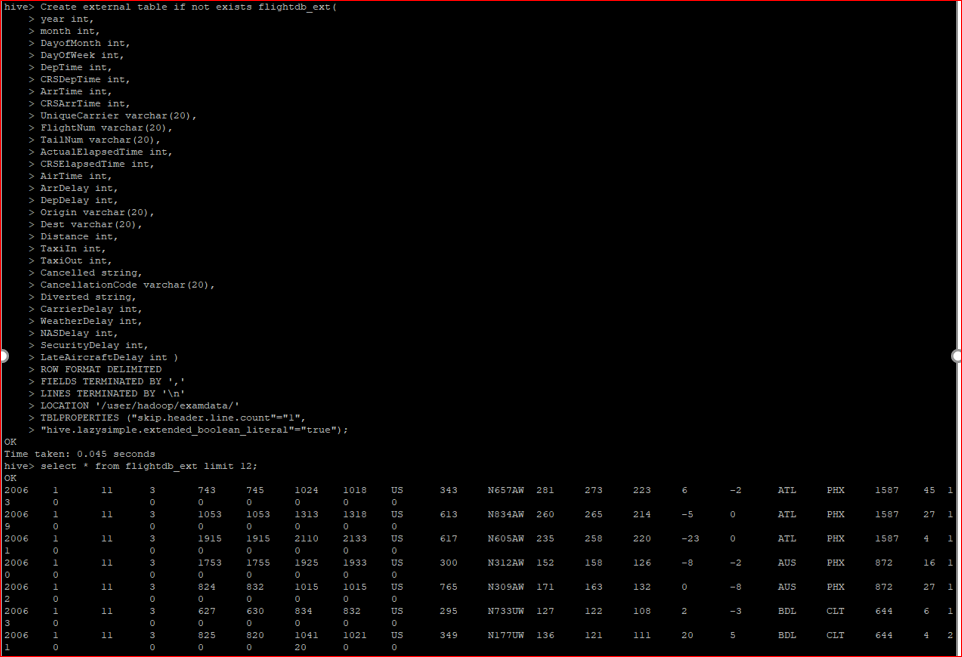 hive> Create external table if not exists flightdb_ext(
    > year int,
    > month int,
    > DayofMonth int,
    > DayOfWeek int,
    > DepTime int,
    > CRSDepTime int,
    > ArrTime int,
    > CRSArrTime int,
    > UniqueCarrier varchar(20),
    > FlightNum varchar(20),
    > TailNum varchar(20),
    > ActualElapsedTime int,
    > CRSElapsedTime int,
    > AirTime int,
    > ArrDelay int,
    > DepDelay int,
    > Origin varchar(20),
    > Dest varchar(20),
    > Distance int,
    > TaxiIn int,
    > TaxiOut int,
    > Cancelled string,
    > CancellationCode varchar(20),
    > Diverted string,
    > CarrierDelay int,
    > WeatherDelay int,
    > NASDelay int,
    > SecurityDelay int,
    > LateAircraftDelay int )
    > ROW FORMAT DELIMITED
    > FIELDS TERMINATED BY ','
    > LINES TERMINATED BY '\n'
    > LOCATION '/user/hadoop/examdata/'
    > TBLPROPERTIES ("skip.header.line.count"="1",
    > "hive.lazysimple.extended_boolean_literal"="true");
OK
Time taken: 0.045 seconds
hive> select * from flightdb_ext limit 12;
OK
2006 1 11 3 743 745 1024 1018 US 343 N657AW 281 273 223 6 -2 ATL PHX 1587 45 1
3 0 0 0 0 0 0 0
2006 1 11 3 1053 1053 1313 1318 US 613 N834AW 260 265 214 -5 0 ATL PHX 1587 27 1
9 0 0 0 0 0 0 0
2006 1 11 3 1915 1915 2110 2133 US 617 N605AW 235 258 220 -23 0 ATL PHX 1587 4 1
1 0 0 0 0 0 0 0
2006 1 11 3 1753 1755 1925 1933 US 300 N312AW 152 158 126 -8 -2 AUS PHX 872 16 1
0 0 0 0 0 0 0 0
2006 1 11 3 824 832 1015 1015 US 765 N309AW 171 163 132 0 -8 AUS PHX 872 27 1
2 0 0 0 0 0 0 0
2006 1 11 3 627 630 834 832 US 295 N733UW 127 122 108 2 -3 BDL CLT 644 6 1
3 0 0 0 0 0 0 0
2006 1 11 3 825 820 1041 1021 US 349 N177UW 136 121 111 20 5 BDL CLT 644 4 2
1 0 0 0 0 20 0 0